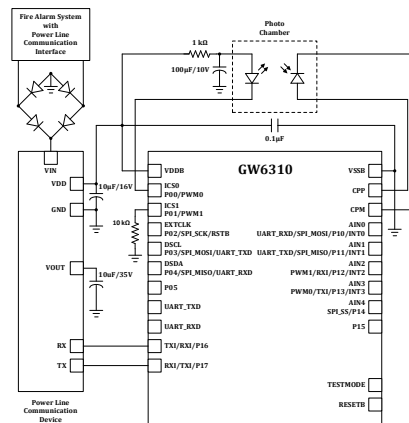 Fire Alarm System
with
Power Line
Communication
Interface
Photo
Chamber
1 kΩ
100µF/10V
0.1µF
VIN
VDD
10µF/16V
GND
10 kΩ
VOUT
10uF/35V
RX
TX
Power Line
Communication
Device
GW6310
VDDB
ICS0
P00/PWM0
ICS1
P01/PWM1
EXTCLK
P02/SPI_SCK/RSTB
DSCL
P03/SPI_MOSI/UART_TXD
DSDA
P04/SPI_MISO/UART_RXD
P05
UART_TXD
UART_RXD
TXI/RXI/P16
RXI/TXI/P17
VSSB
CPP
CPM
AIN0
UART_RXD/SPI_MOSI/P10/INT0
AIN1
UART_TXD/SPI_MISO/P11/INT1
AIN2
PWM1/RXI/P12/INT2
AIN3
PWM0/TXI/P13/INT3
AIN4
SPI_SS/P14
P15
TESTMODE
RESETB